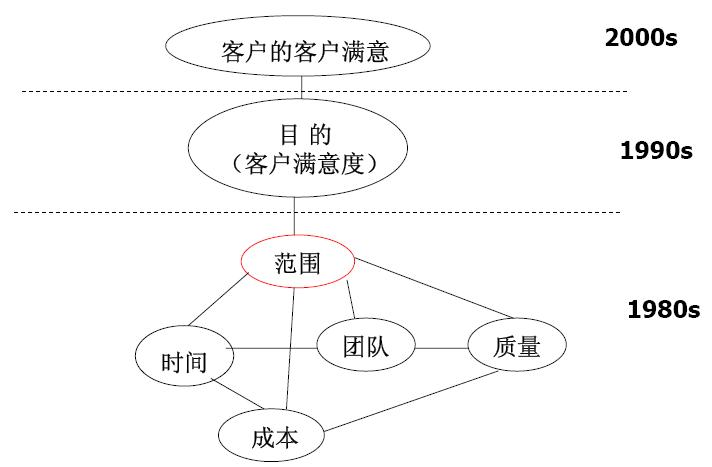 客户的客户满意
2000s
目 的
（客户满意度）
1990s
范围
1980s
时间
团队
质量
成本